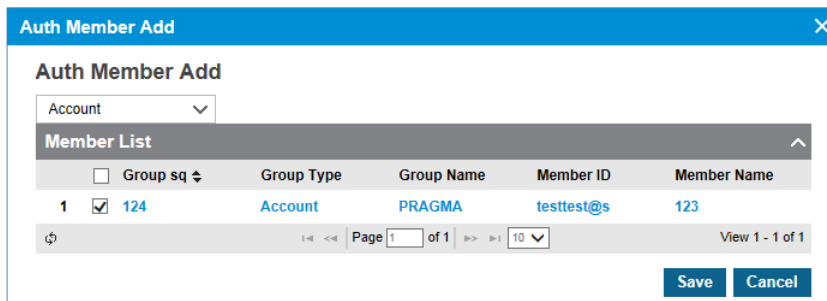 Auth Member Add
Auth Member Add
Account
Member List
Group sq Group Type Group Name Member ID Member Name
1 124 Account PRAGMA testtest@s 123
Page 1 of 1 10 View 1 - 1 of 1
Save Cancel